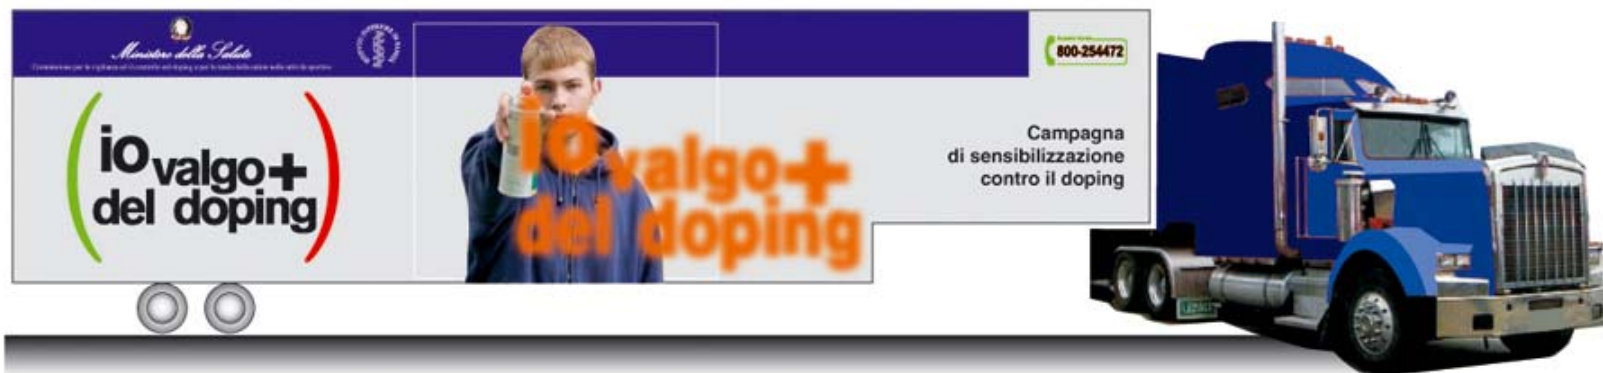 Ministero della Salute
800-254472
io valgo+
del doping
io valgo+
del doping
Campagna
di sensibilizzazione
contro il doping